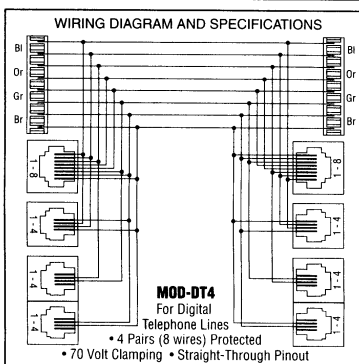 WIRING DIAGRAM AND SPECIFICATIONS
Bl Bl
Or Or
Gr Gr
Br Br
1 - 8 1 - 8
1 - 4 1 - 4
1 - 4 1 - 4
1 - 4 1 - 4
MOD-DT4
For Digital
Telephone Lines
• 4 Pairs (8 wires) Protected
• 70 Volt Clamping • Straight-Through Pinout